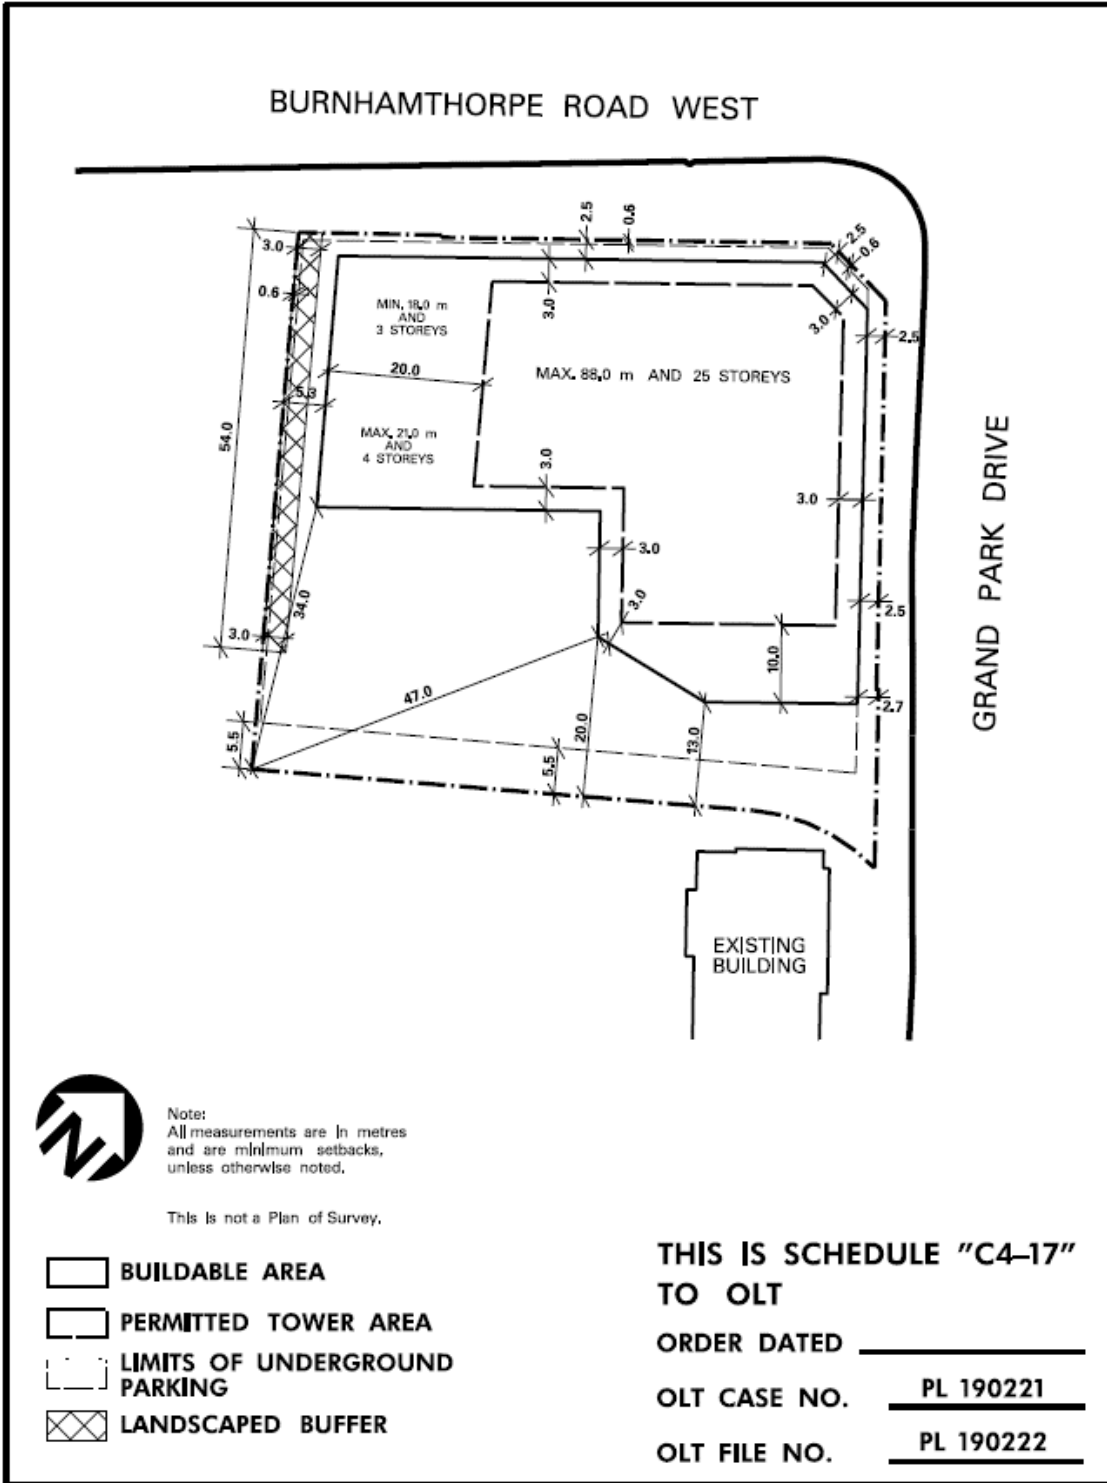 BURNHAMTHORPE ROAD WEST
2.5
0.6
2.5
0.6
3.0
0.6
3.0
3.0
2.5
MIN. 18.0 m
AND
3 STOREYS
20.0
MAX. 88.0 m AND 25 STOREYS
5.3
54.0
MAX. 21.0 m
AND
4 STOREYS
3.0
3.0
3.0
GRAND PARK DRIVE
34.0
3.0
3.0
2.5
10.0
47.0
2.7
5.5
20.0
13.0
5.5
EXISTING
BUILDING
N
Note:
All measurements are in metres
and are minimum setbacks,
unless otherwise noted.
This is not a Plan of Survey.
BUILDABLE AREA
PERMITTED TOWER AREA
LIMITS OF UNDERGROUND
PARKING
LANDSCAPED BUFFER
THIS IS SCHEDULE "C4-17"
TO OLT
ORDER DATED
OLT CASE NO. PL 190221
OLT FILE NO. PL 190222